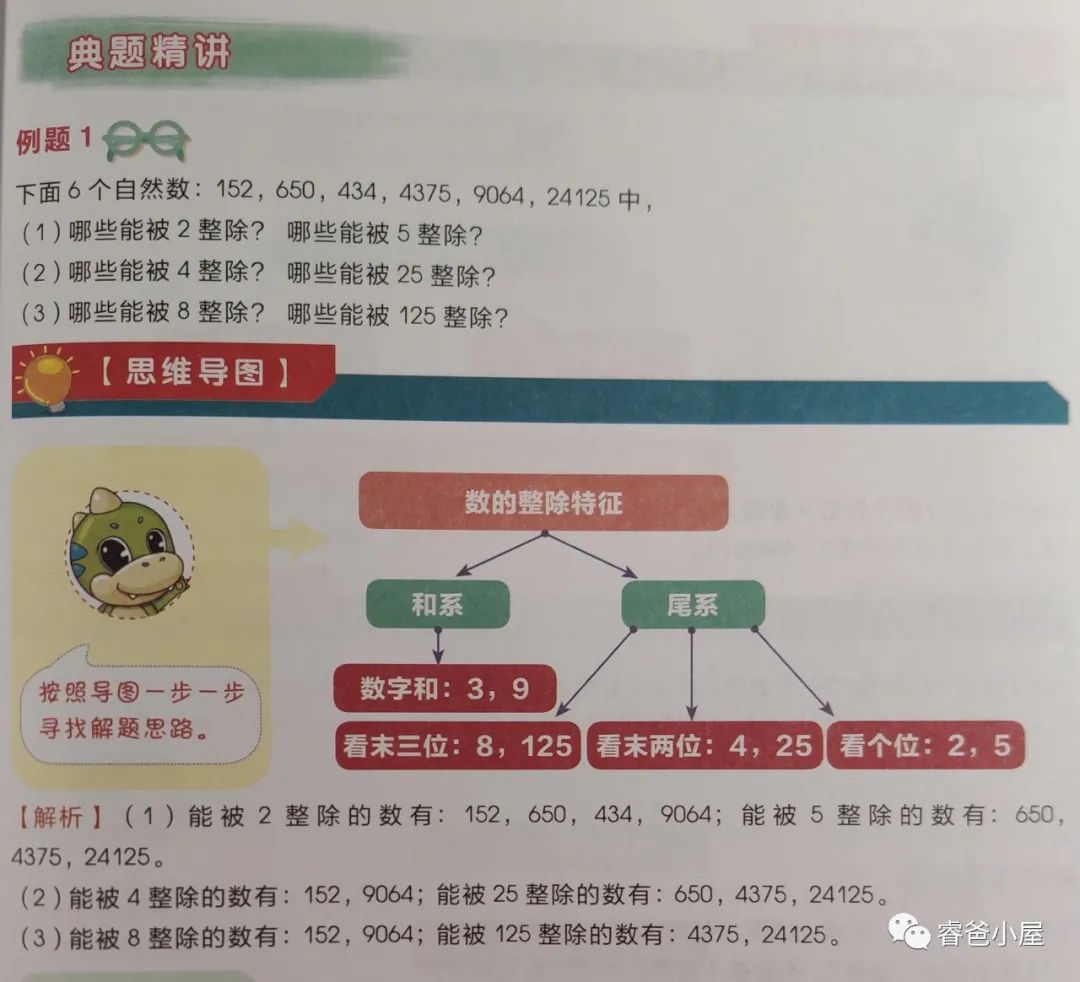 典题精讲
例题 1
下面 6 个自然数：152，650，434，4375，9064，24125 中，
（1）哪些能被 2 整除？ 哪些能被 5 整除？
（2）哪些能被 4 整除？ 哪些能被 25 整除？
（3）哪些能被 8 整除？ 哪些能被 125 整除？
【思维导图】
数的整除特征
和系
尾系
数字和：3，9
看末三位：8，125
看末两位：4，25
看个位：2，5
按照导图一步一步
寻找解题思路。
【解析】（1）能被 2 整除的数有：152，650，434，9064；能被 5 整除的数有：650，
4375，24125。
（2）能被 4 整除的数有：152，9064；能被 25 整除的数有：650，4375，24125。
（3）能被 8 整除的数有：152，9064；能被 125 整除的数有：4375，24125。
睿爸小屋